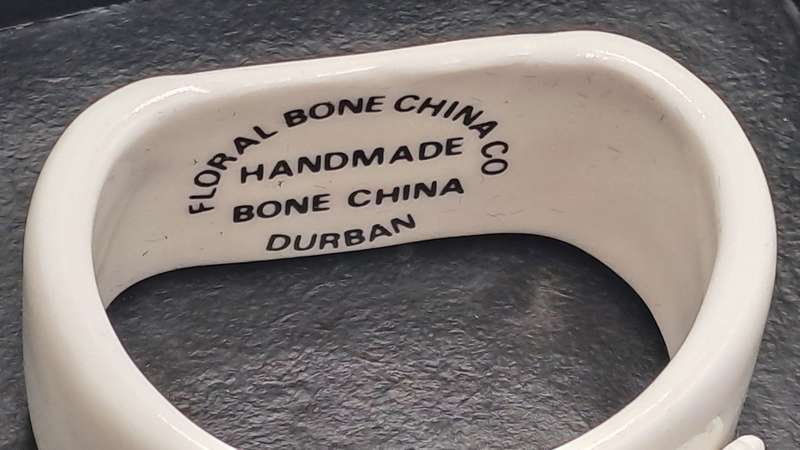 FLORAL BONE CHINA CO
HANDMADE
BONE CHINA
DURBAN